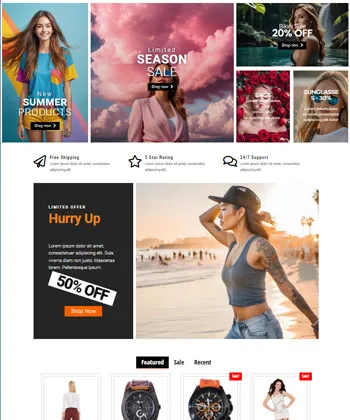 New
SUMMER
PRODUCTS
Shop now
Limited
SEASON
SALE
Shop now
Bikini Sale
20% OFF
Shop now
BAGS
SUNGLASSE
S - 30%
Free Shipping
Lorem ipsum dolor sit amet, consectetur
adipiscing elit.
5 Star Rating
Lorem ipsum dolor sit amet, consectetur
adipiscing elit.
24/7 Support
Lorem ipsum dolor sit amet, consectetur
adipiscing elit.
LIMITED OFFER
Hurry Up
Lorem ipsum dolor sit amet,
consectetuer adipiscing elit. Duis
viverra diam non justo. Maecenas
lorem. Pellentesque ipsum.
50% OFF
Shop Now
Featured
Sale
Recent
Sale!
Sale!